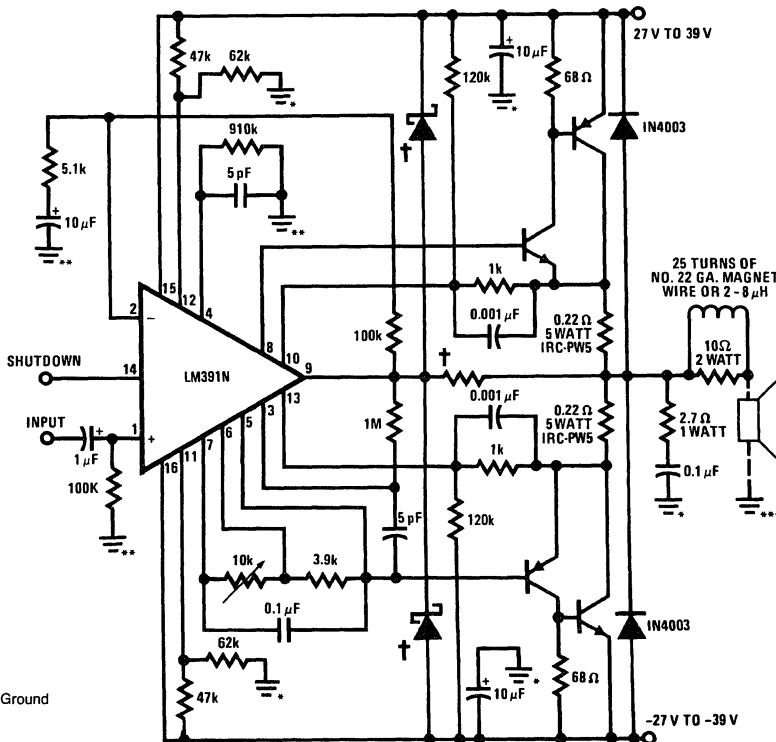 27 V TO 39 V
47k
62k
*
120k
+
10 μF
*
68 Ω
IN4003
†
5.1k
+
10 μF
**
910k
5 pF
**
15
12
4
2
−
8
10
9
LM391N
SHUTDOWN
14
INPUT
1
+
+
1 μF
100K
**
16
11
7
6
5
3
13
100k
1M
†
1k
0.001 μF
0.22 Ω
5 WATT
IRC-PW5
0.001 μF
1k
0.22 Ω
5 WATT
IRC-PW5
25 TURNS OF
NO. 22 GA. MAGNET
WIRE OR 2 - 8 μH
10Ω
2 WATT
2.7 Ω
1 WATT
0.1 μF
*
***
120k
5 pF
10k
3.9k
0.1 μF
62k
*
47k
†
+
10 μF
*
68 Ω
IN4003
Ground
−27 V TO −39 V